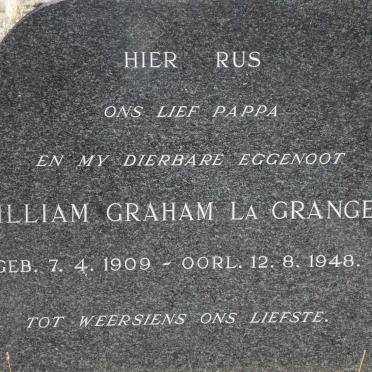 HIER RUS
ONS LIEF PAPPA
EN MY DIERBARE EGGENOOT
ILLIAM GRAHAM LA GRANGE
GEB. 7. 4. 1909 - OORL. 12. 8. 1948.
TOT WEERSIENS ONS LIEFSTE.